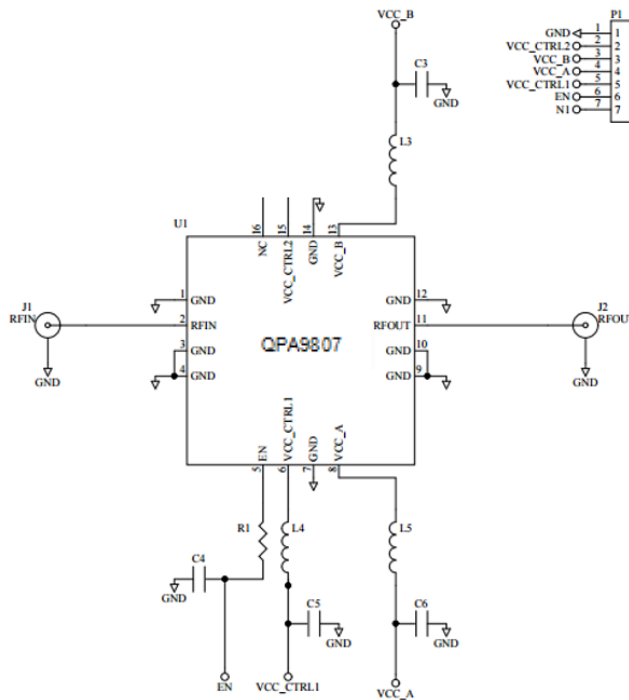 VCC_B
P1
GND 1 1
VCC_CTRL2 2 2
VCC_B 3 3
VCC_A 4 4
VCC_CTRL1 5 5
EN 6 6
N1 7 7
C3
GND
L3
U1
16 15 14 13
NC VCC_CTRL2 GND VCC_B
1 GND GND 12
J1 J2
RFIN 2 RFIN RFOUT 11 RFOUT
QPA9807
3 GND GND 10
4 GND GND 9
GND GND
EN VCC_CTRL1 GND VCC_A
5 6 7 8
R1 L4 L5
C4
GND
C5 C6
GND GND
EN VCC_CTRL1 VCC_A